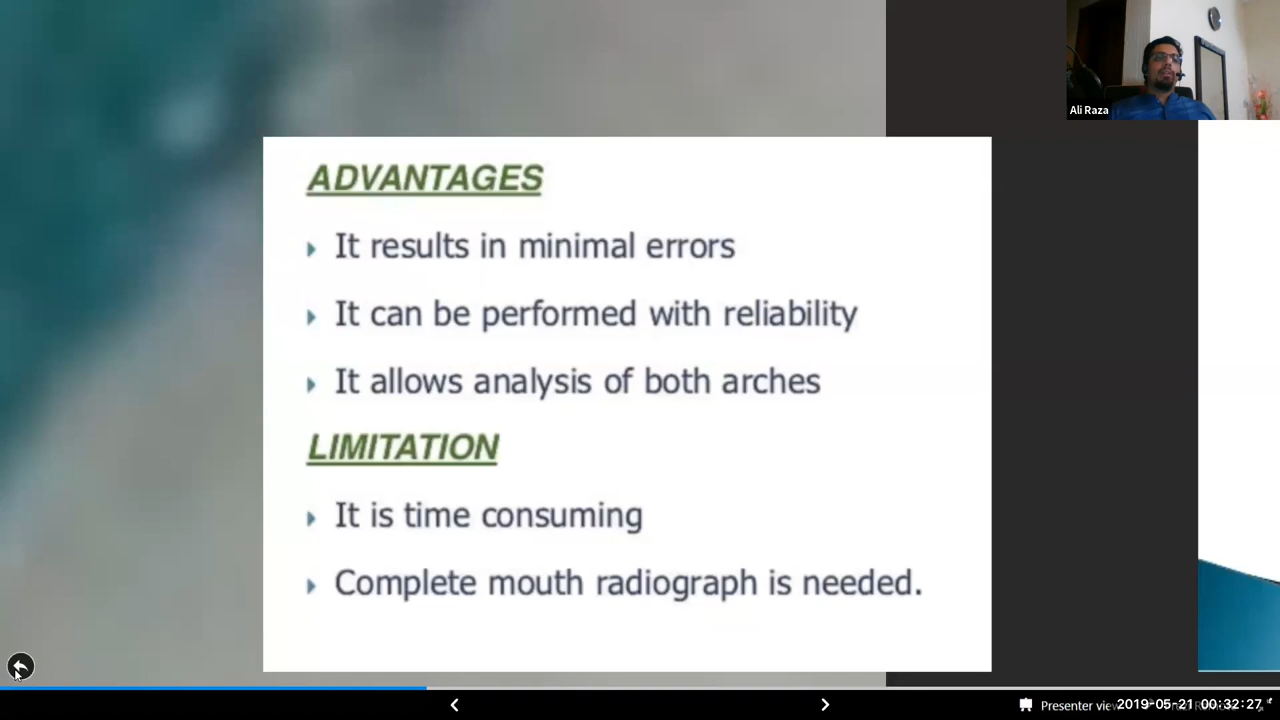 Ali Raza
ADVANTAGES
It results in minimal errors
It can be performed with reliability
It allows analysis of both arches
LIMITATION
It is time consuming
Complete mouth radiograph is needed.
Presenter
2019-05-21 00:32:27